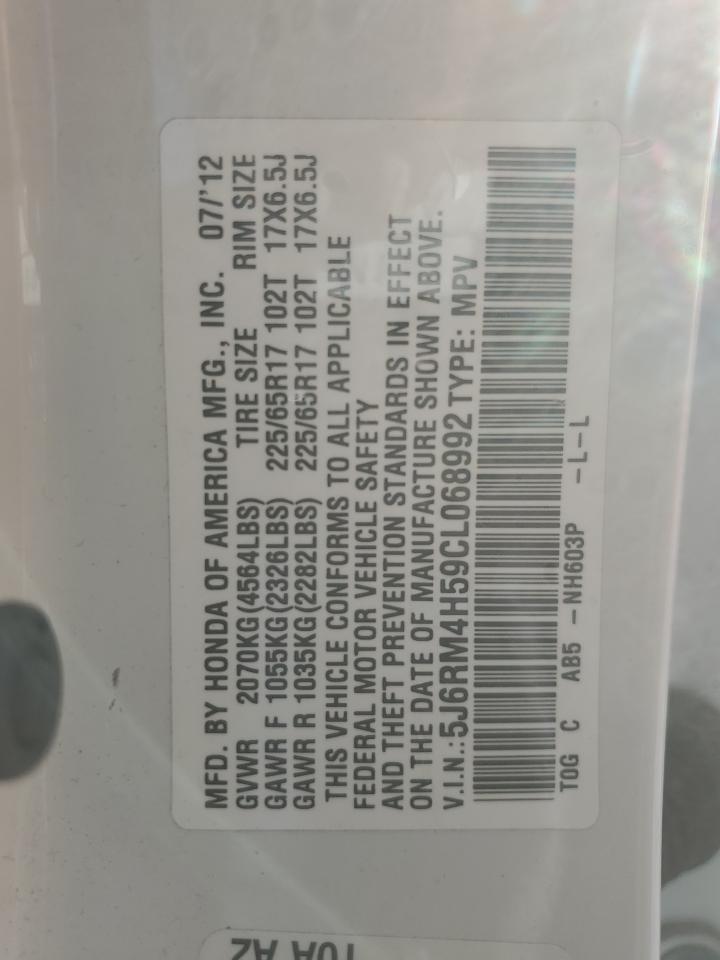 MFD. BY HONDA OF AMERICA MFG., INC. 07/'12
GVWR 2070KG(4564LBS) TIRE SIZE RIM SIZE
GAWR F 1055KG(2326LBS) 225/65R17 102T 17X6.5J
GAWR R 1035KG(2282LBS) 225/65R17 102T 17X6.5J
THIS VEHICLE CONFORMS TO ALL APPLICABLE
FEDERAL MOTOR VEHICLE SAFETY
AND THEFT PREVENTION STANDARDS IN EFFECT
ON THE DATE OF MANUFACTURE SHOWN ABOVE.
V.I.N.:5J6RM4H59CL068992 TYPE: MPV
TOG C AB5 -NH603P -L-L